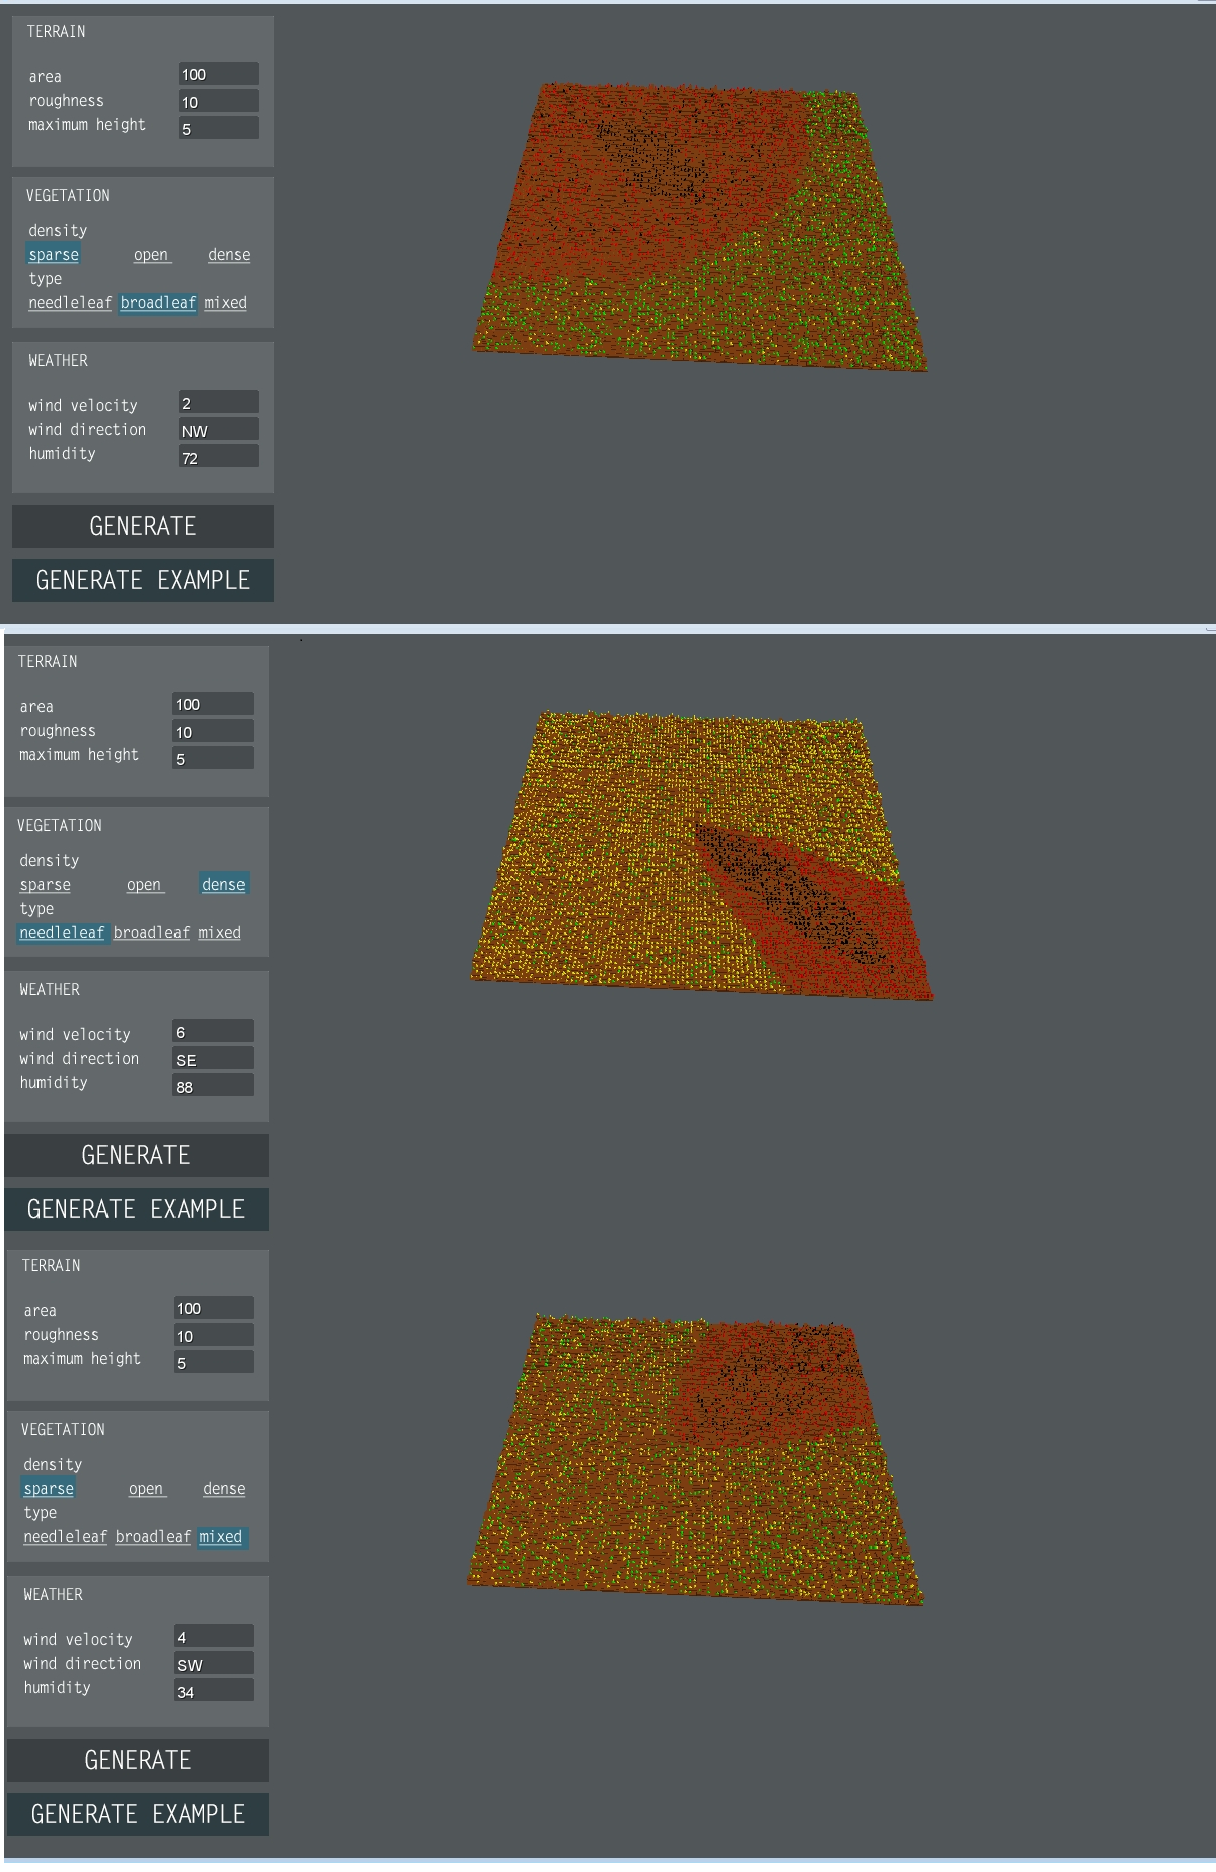 TERRAIN
area 100
roughness 10
maximum height 5
VEGETATION
density
sparse open dense
type
needleleaf broadleaf mixed
WEATHER
wind velocity 2
wind direction NW
humidity 72
GENERATE
GENERATE EXAMPLE
TERRAIN
area 100
roughness 10
maximum height 5
VEGETATION
density
sparse open dense
type
needleleaf broadleaf mixed
WEATHER
wind velocity 6
wind direction SE
humidity 88
GENERATE
GENERATE EXAMPLE
TERRAIN
area 100
roughness 10
maximum height 5
VEGETATION
density
sparse open dense
type
needleleaf broadleaf mixed
WEATHER
wind velocity 4
wind direction SW
humidity 34
GENERATE
GENERATE EXAMPLE